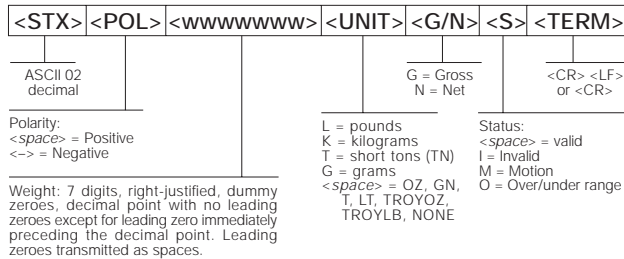 <STX> <POL> <wwwwwww> <UNIT> <G/N> <S> <TERM>
ASCII 02
decimal
G = Gross
N = Net
<CR> <LF>
or <CR>
Polarity:
<space> = Positive
<–> = Negative
L = pounds
K = kilograms
T = short tons (TN)
G = grams
<space> = OZ, GN,
T, LT, TROYOZ,
TROYLB, NONE
Status:
<space> = valid
I = Invalid
M = Motion
O = Over/under range
Weight: 7 digits, right-justified, dummy
zeroes, decimal point with no leading
zeroes except for leading zero immediately
preceding the decimal point. Leading
zeroes transmitted as spaces.